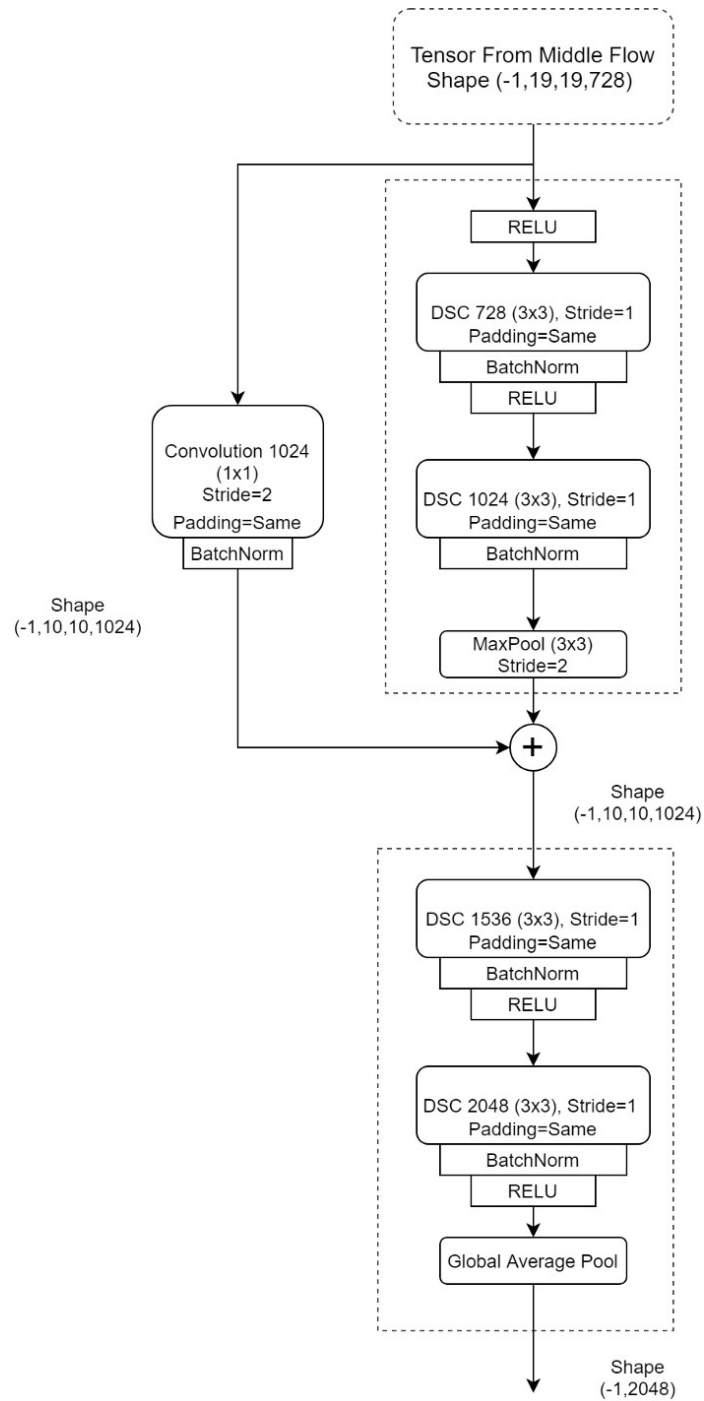 Tensor From Middle Flow
Shape (-1,19,19,728)
RELU
DSC 728 (3x3), Stride=1
Padding=Same
BatchNorm
RELU
Convolution 1024
(1x1)
Stride=2
Padding=Same
BatchNorm
DSC 1024 (3x3), Stride=1
Padding=Same
BatchNorm
Shape
(-1,10,10,1024)
MaxPool (3x3)
Stride=2
+
Shape
(-1,10,10,1024)
DSC 1536 (3x3), Stride=1
Padding=Same
BatchNorm
RELU
DSC 2048 (3x3), Stride=1
Padding=Same
BatchNorm
RELU
Global Average Pool
Shape
(-1,2048)